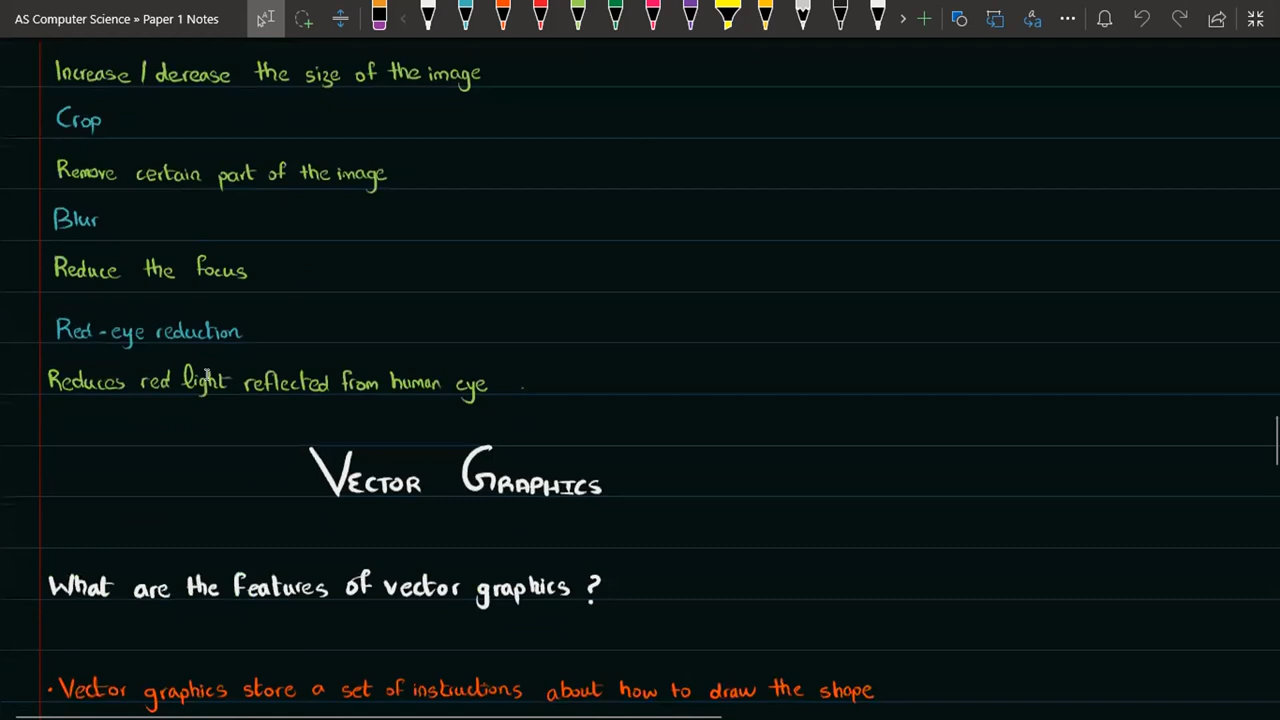 AS Computer Science » Paper 1 Notes
Increase / derease the size of the image
Crop
Remove certain part of the image
Blur
Reduce the focus
Red-eye reduction
Reduces red light reflected from human eye
VECTOR GRAPHICS
What are the features of vector graphics ?
· Vector graphics store a set of instructions about how to draw the shape